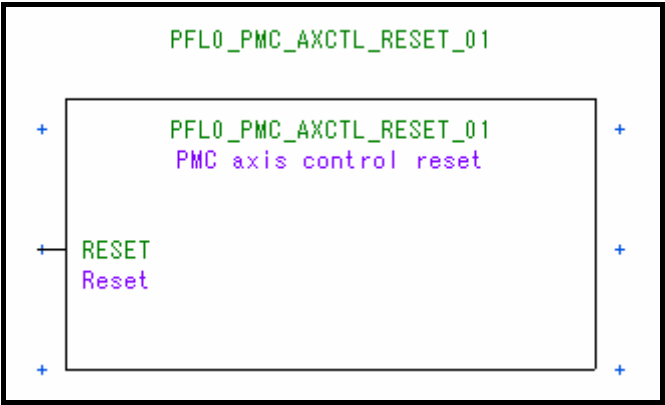 PFL0_PMC_AXCTL_RESET_01
PFL0_PMC_AXCTL_RESET_01
PMC axis control reset
RESET
Reset